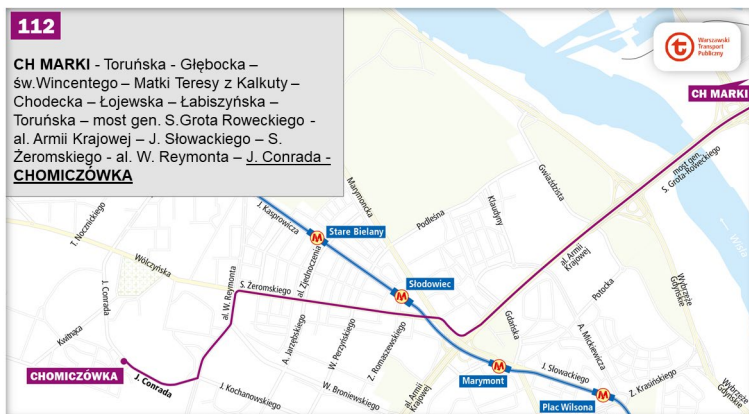 112
CH MARKI - Toruńska - Głębocka –
św.Wincentego – Matki Teresy z Kalkuty –
Chodecka – Łojewska – Łabiszyńska –
Toruńska – most gen. S.Grota Roweckiego -
al. Armii Krajowej – J. Słowackiego – S.
Żeromskiego - al. W. Reymonta – J. Conrada -
CHOMICZÓWKA
Warszawski
Transport
Publiczny
CH MARKI
most gen.
S. Grota-Roweckiego
Wisła
Marymoncka
Gwiaździsta
J. Kasprowicza
Stare Bielany
Podleśna
Klaudyny
T. Nocznickiego
Wólczyńska
al. Zjednoczenia
al. Armii
Krajowej
Słodowiec
J. Conrada
al. W. Reymonta
S. Żeromskiego
Potocka
Wybrzeże
Gdyńskie
Kwitnąca
A. Jarzębskiego
W. Perzyńskiego
Z. Romaszewskiego
Gdańska
A. Mickiewicza
CHOMICZÓWKA
J. Conrada
J. Kochanowskiego
W. Broniewskiego
al. Armii
Krajowej
Marymont
J. Słowackiego
Z. Krasińskiego
Plac Wilsona
Wybrzeże
Gdyńskie